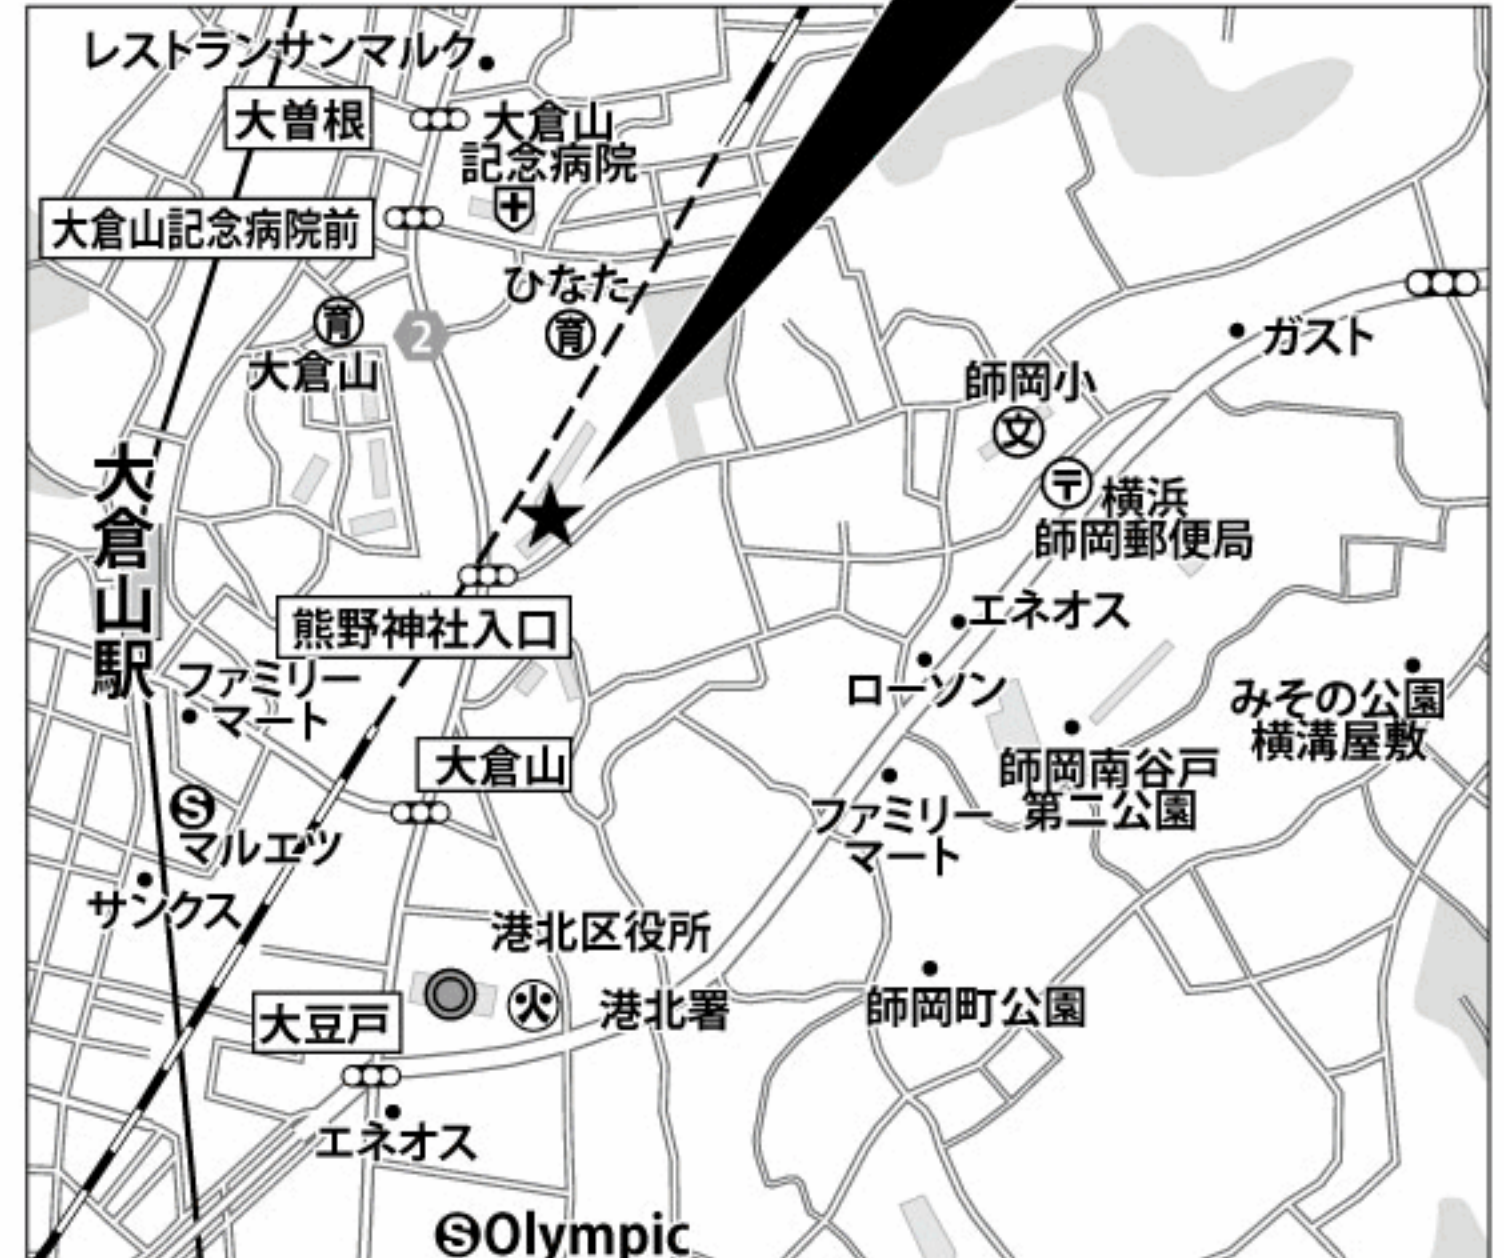 レストランサンマルク
大曽根
大倉山
記念病院
大倉山記念病院前
ひなた
育
育
大倉山
2
ガスト
師岡小
文
〒
横浜
師岡郵便局
大倉山駅
熊野神社入口
エネオス
ファミリー
マート
ローソン
みその公園
横溝屋敷
大倉山
師岡南谷戸
第二公園
S
マルエツ
ファミリー
マート
サンクス
港北区役所
火
港北署
師岡町公園
大豆戸
エネオス
SOlympic